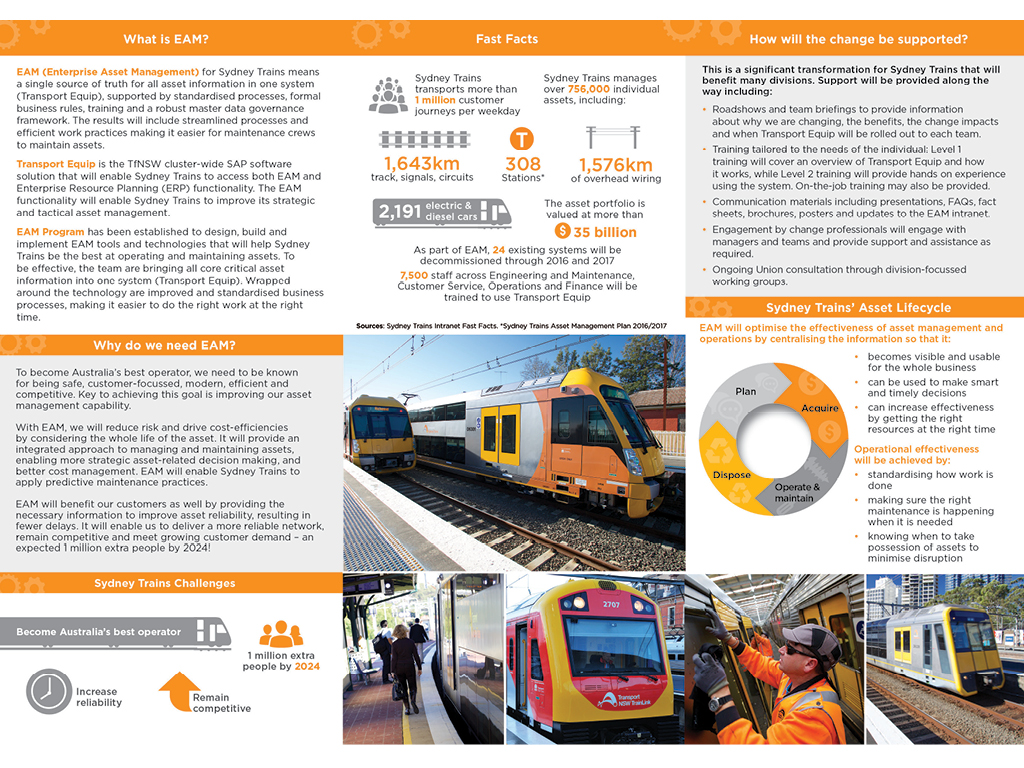 What is EAM?
EAM (Enterprise Asset Management) for Sydney Trains means
a single source of truth for all asset information in one system
(Transport Equip), supported by standardised processes, formal
business rules, training and a robust master data governance
framework. The results will include streamlined processes and
efficient work practices making it easier for maintenance crews
to maintain assets.
Transport Equip is the TfNSW cluster-wide SAP software
solution that will enable Sydney Trains to access both EAM and
Enterprise Resource Planning (ERP) functionality. The EAM
functionality will enable Sydney Trains to improve its strategic
and tactical asset management.
EAM Program has been established to design, build and
implement EAM tools and technologies that will help Sydney
Trains be the best at operating and maintaining assets. To
be effective, the team are bringing all core critical asset
information into one system (Transport Equip). Wrapped
around the technology are improved and standardised business
processes, making it easier to do the right work at the right
time.
Why do we need EAM?
To become Australia's best operator, we need to be known
for being safe, customer-focussed, modern, efficient and
competitive. Key to achieving this goal is improving our asset
management capability.
With EAM, we will reduce risk and drive cost-efficiencies
by considering the whole life of the asset. It will provide an
integrated approach to managing and maintaining assets,
enabling more strategic asset-related decision making, and
better cost management. EAM will enable Sydney Trains to
apply predictive maintenance practices.
EAM will benefit our customers as well by providing the
necessary information to improve asset reliability, resulting in
fewer delays. It will enable us to deliver a more reliable network,
remain competitive and meet growing customer demand – an
expected 1 million extra people by 2024!
Sydney Trains Challenges
Become Australia's best operator
1 million extra
people by 2024
Increase
reliability
Remain
competitive
Fast Facts
Sydney Trains
transports more than
1 million customer
journeys per weekday
Sydney Trains manages
over 756,000 individual
assets, including:
1,643km
track, signals, circuits
T
308
Stations*
1,576km
of overhead wiring
2,191 electric &
diesel cars
The asset portfolio is
valued at more than
$ 35 billion
As part of EAM, 24 existing systems will be
decommissioned through 2016 and 2017
7,500 staff across Engineering and Maintenance,
Customer Service, Operations and Finance will be
trained to use Transport Equip
Sources: Sydney Trains Intranet Fast Facts. *Sydney Trains Asset Management Plan 2016/2017
2707
Transport
NSW TrainLink
How will the change be supported?
This is a significant transformation for Sydney Trains that will
benefit many divisions. Support will be provided along the
way including:
• Roadshows and team briefings to provide information
about why we are changing, the benefits, the change impacts
and when Transport Equip will be rolled out to each team.
• Training tailored to the needs of the individual: Level 1
training will cover an overview of Transport Equip and how
it works, while Level 2 training will provide hands on experience
using the system. On-the-job training may also be provided.
• Communication materials including presentations, FAQs, fact
sheets, brochures, posters and updates to the EAM intranet.
• Engagement by change professionals will engage with
managers and teams and provide support and assistance as
required.
• Ongoing Union consultation through division-focussed
working groups.
Sydney Trains' Asset Lifecycle
EAM will optimise the effectiveness of asset management and
operations by centralising the information so that it:
Plan
Acquire
Dispose
Operate &
maintain
• becomes visible and usable
for the whole business
• can be used to make smart
and timely decisions
• can increase effectiveness
by getting the right
resources at the right time
Operational effectiveness
will be achieved by:
• standardising how work is
done
• making sure the right
maintenance is happening
when it is needed
• knowing when to take
possession of assets to
minimise disruption